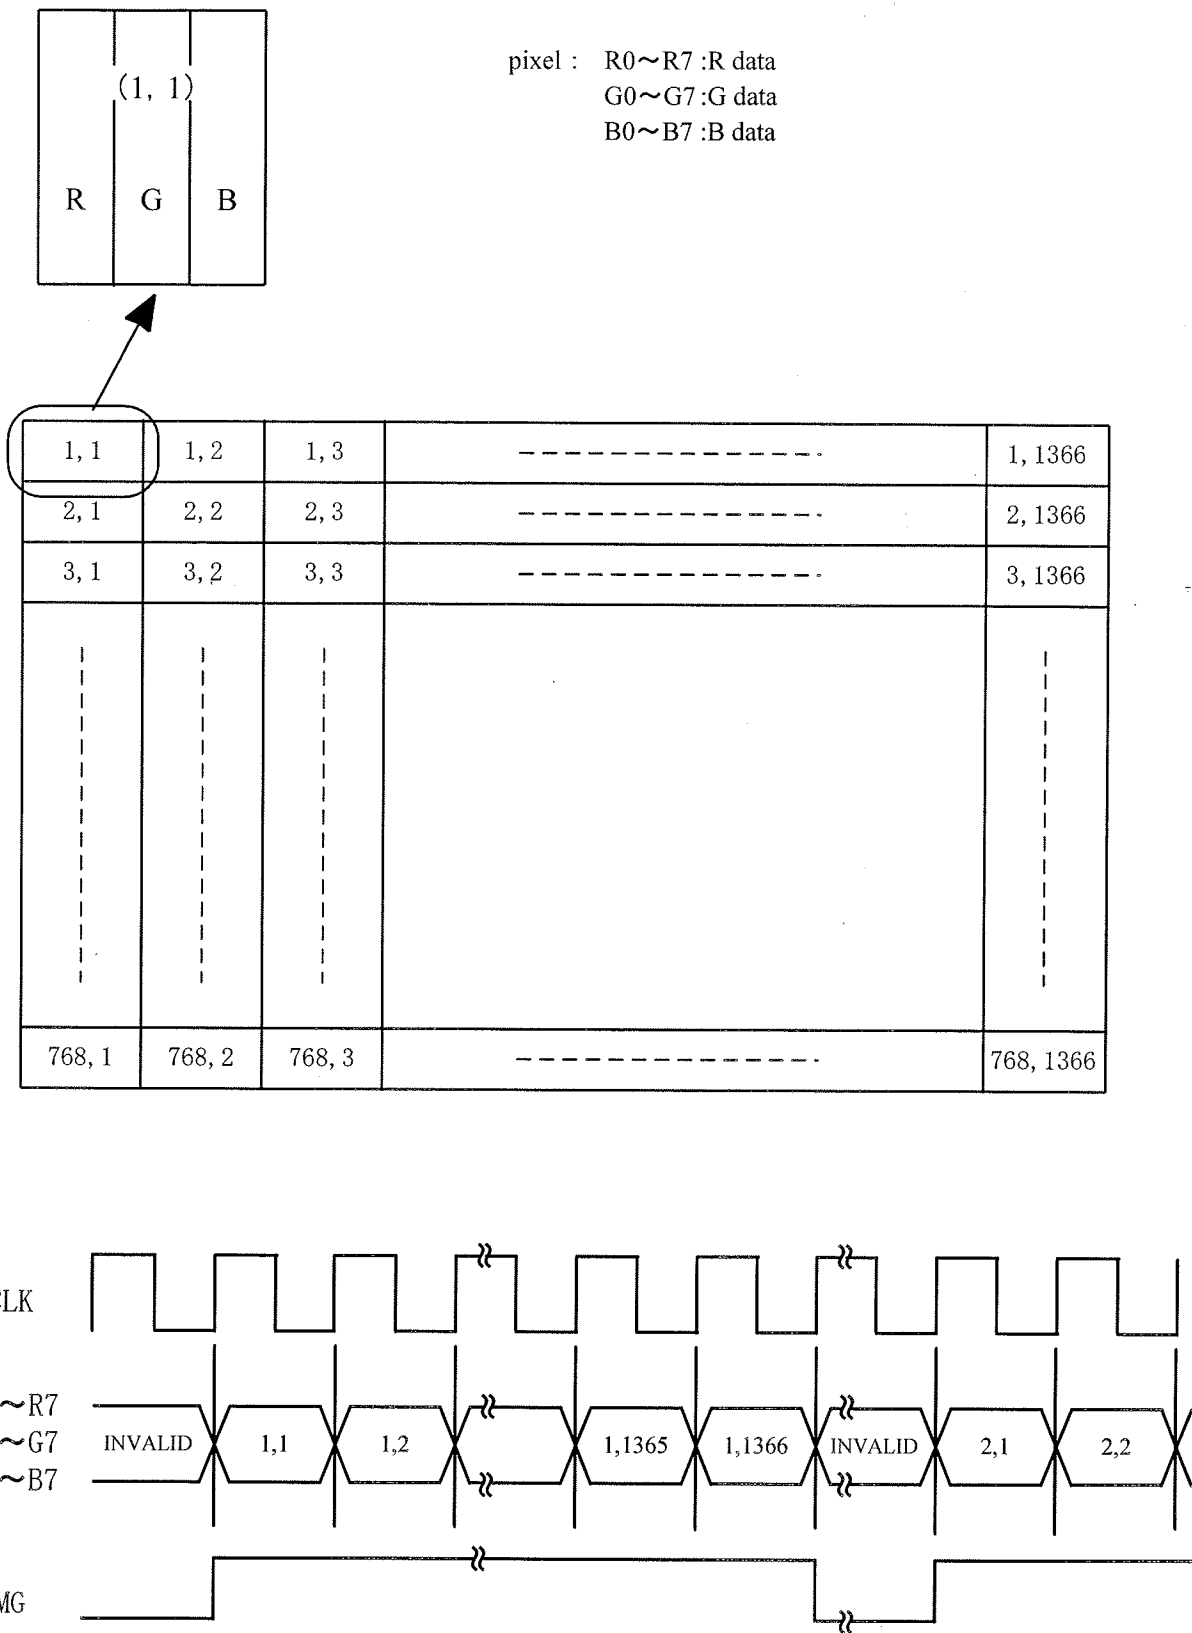 (1, 1)
R G B
pixel : R0～R7 :R data
G0～G7 :G data
B0～B7 :B data
1, 1 1, 2 1, 3 1, 1366
2, 1 2, 2 2, 3 2, 1366
3, 1 3, 2 3, 3 3, 1366
768, 1 768, 2 768, 3 768, 1366
LK
～R7
～G7 INVALID 1,1 1,2 1,1365 1,1366 INVALID 2,1 2,2
～B7
MG